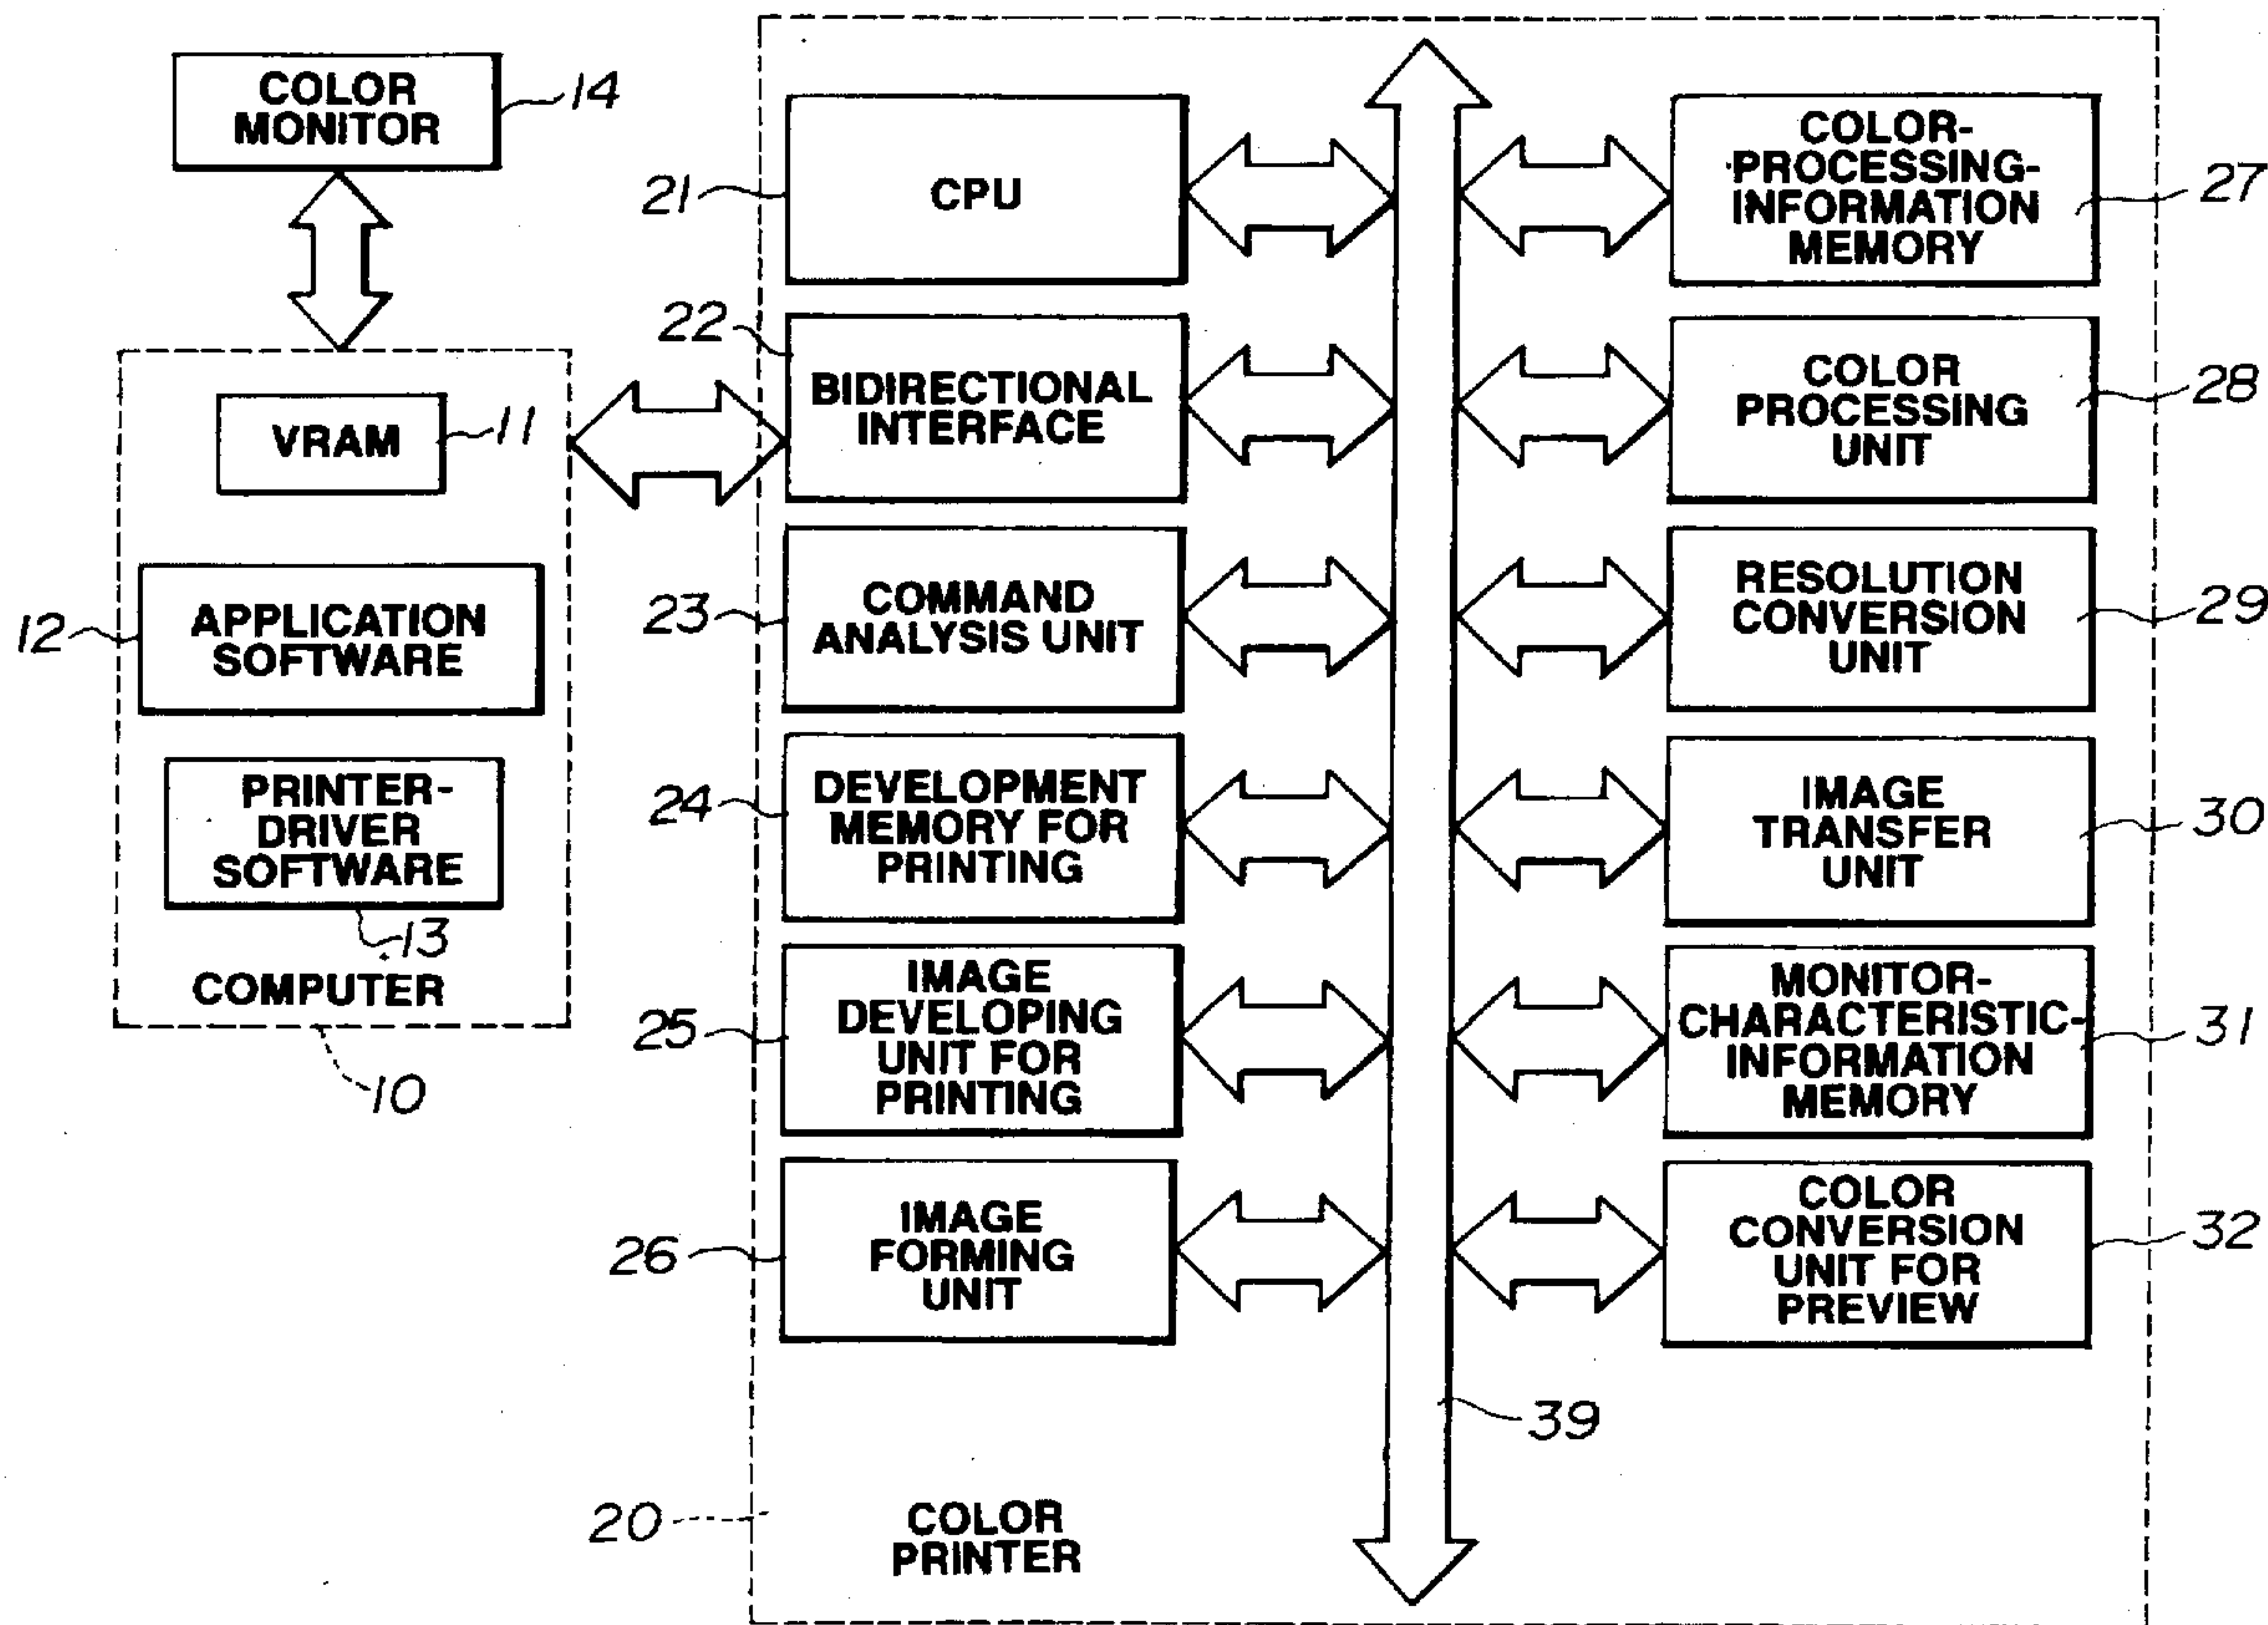 COLOR
MONITOR
14
VRAM
11
12
APPLICATION
SOFTWARE
PRINTER-
DRIVER
SOFTWARE
13
COMPUTER
10
21
CPU
22
BIDIRECTIONAL
INTERFACE
23
COMMAND
ANALYSIS UNIT
24
DEVELOPMENT
MEMORY FOR
PRINTING
25
IMAGE
DEVELOPING
UNIT FOR
PRINTING
26
IMAGE
FORMING
UNIT
COLOR-
PROCESSING-
INFORMATION
MEMORY
27
COLOR
PROCESSING
UNIT
28
RESOLUTION
CONVERSION
UNIT
29
IMAGE
TRANSFER
UNIT
30
MONITOR-
CHARACTERISTIC-
INFORMATION
MEMORY
31
COLOR
CONVERSION
UNIT FOR
PREVIEW
32
39
20
COLOR
PRINTER